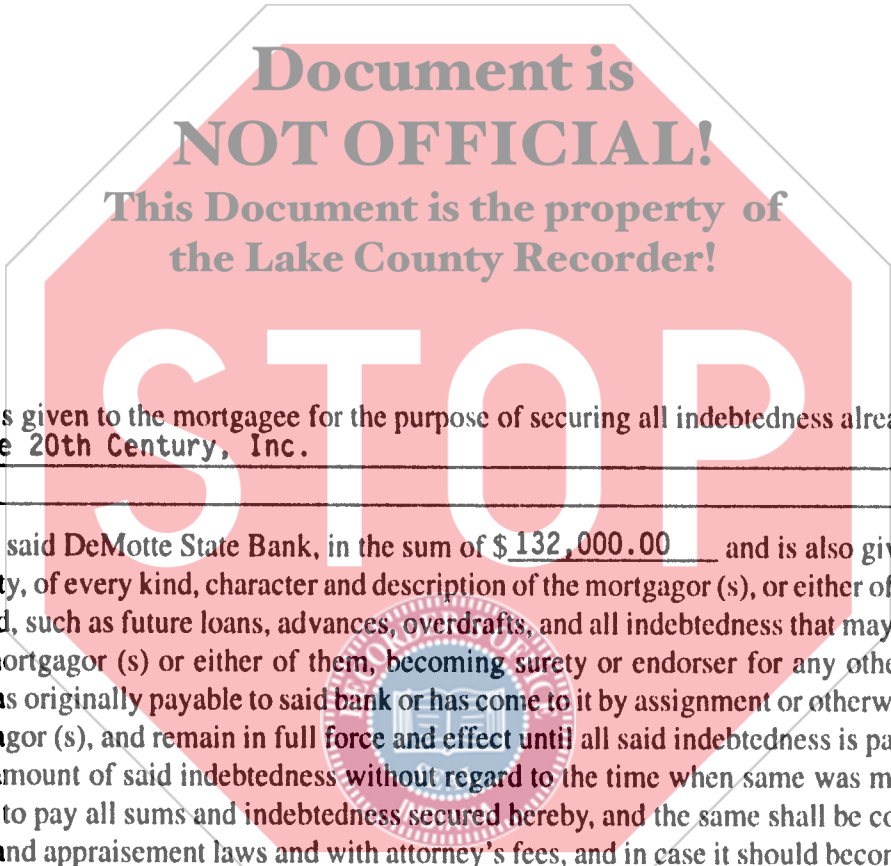 Document is
NOT OFFICIAL!
This Document is the property of
the Lake County Recorder!
STOP
s given to the mortgagee for the purpose of securing all indebtedness alrea
e 20th Century, Inc.
said DeMotte State Bank, in the sum of $ 132,000.00 and is also giv
ty, of every kind, character and description of the mortgagor (s), or either of
d, such as future loans, advances, overdrafts, and all indebtedness that may
ortgagor (s) or either of them, becoming surety or endorser for any othe
as originally payable to said bank or has come to it by assignment or otherw
agor (s), and remain in full force and effect until all said indebtedness is pa
amount of said indebtedness without regard to the time when same was m
to pay all sums and indebtedness secured hereby, and the same shall be co
and appraisement laws and with attorney's fees, and in case it should becom